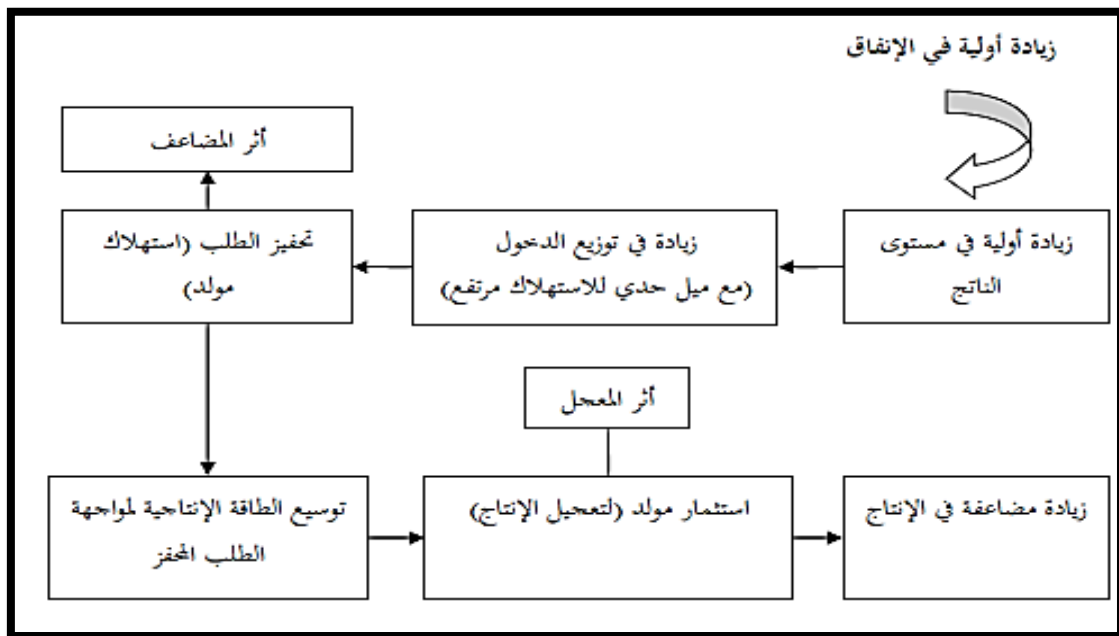 زيادة أولية في الإنفاق
أثر المضاعف
زيادة أولية في مستوى
الناتج
زيادة في توزيع الدخول
(مع ميل حدي للاستهلاك مرتفع)
تحفيز الطلب (استهلاك
مولد)
أثر المعجل
توسيع الطاقة الإنتاجية لمواجهة
الطلب المحفز
استثمار مولد (لتعجيل الإنتاج)
زيادة مضاعفة في الإنتاج